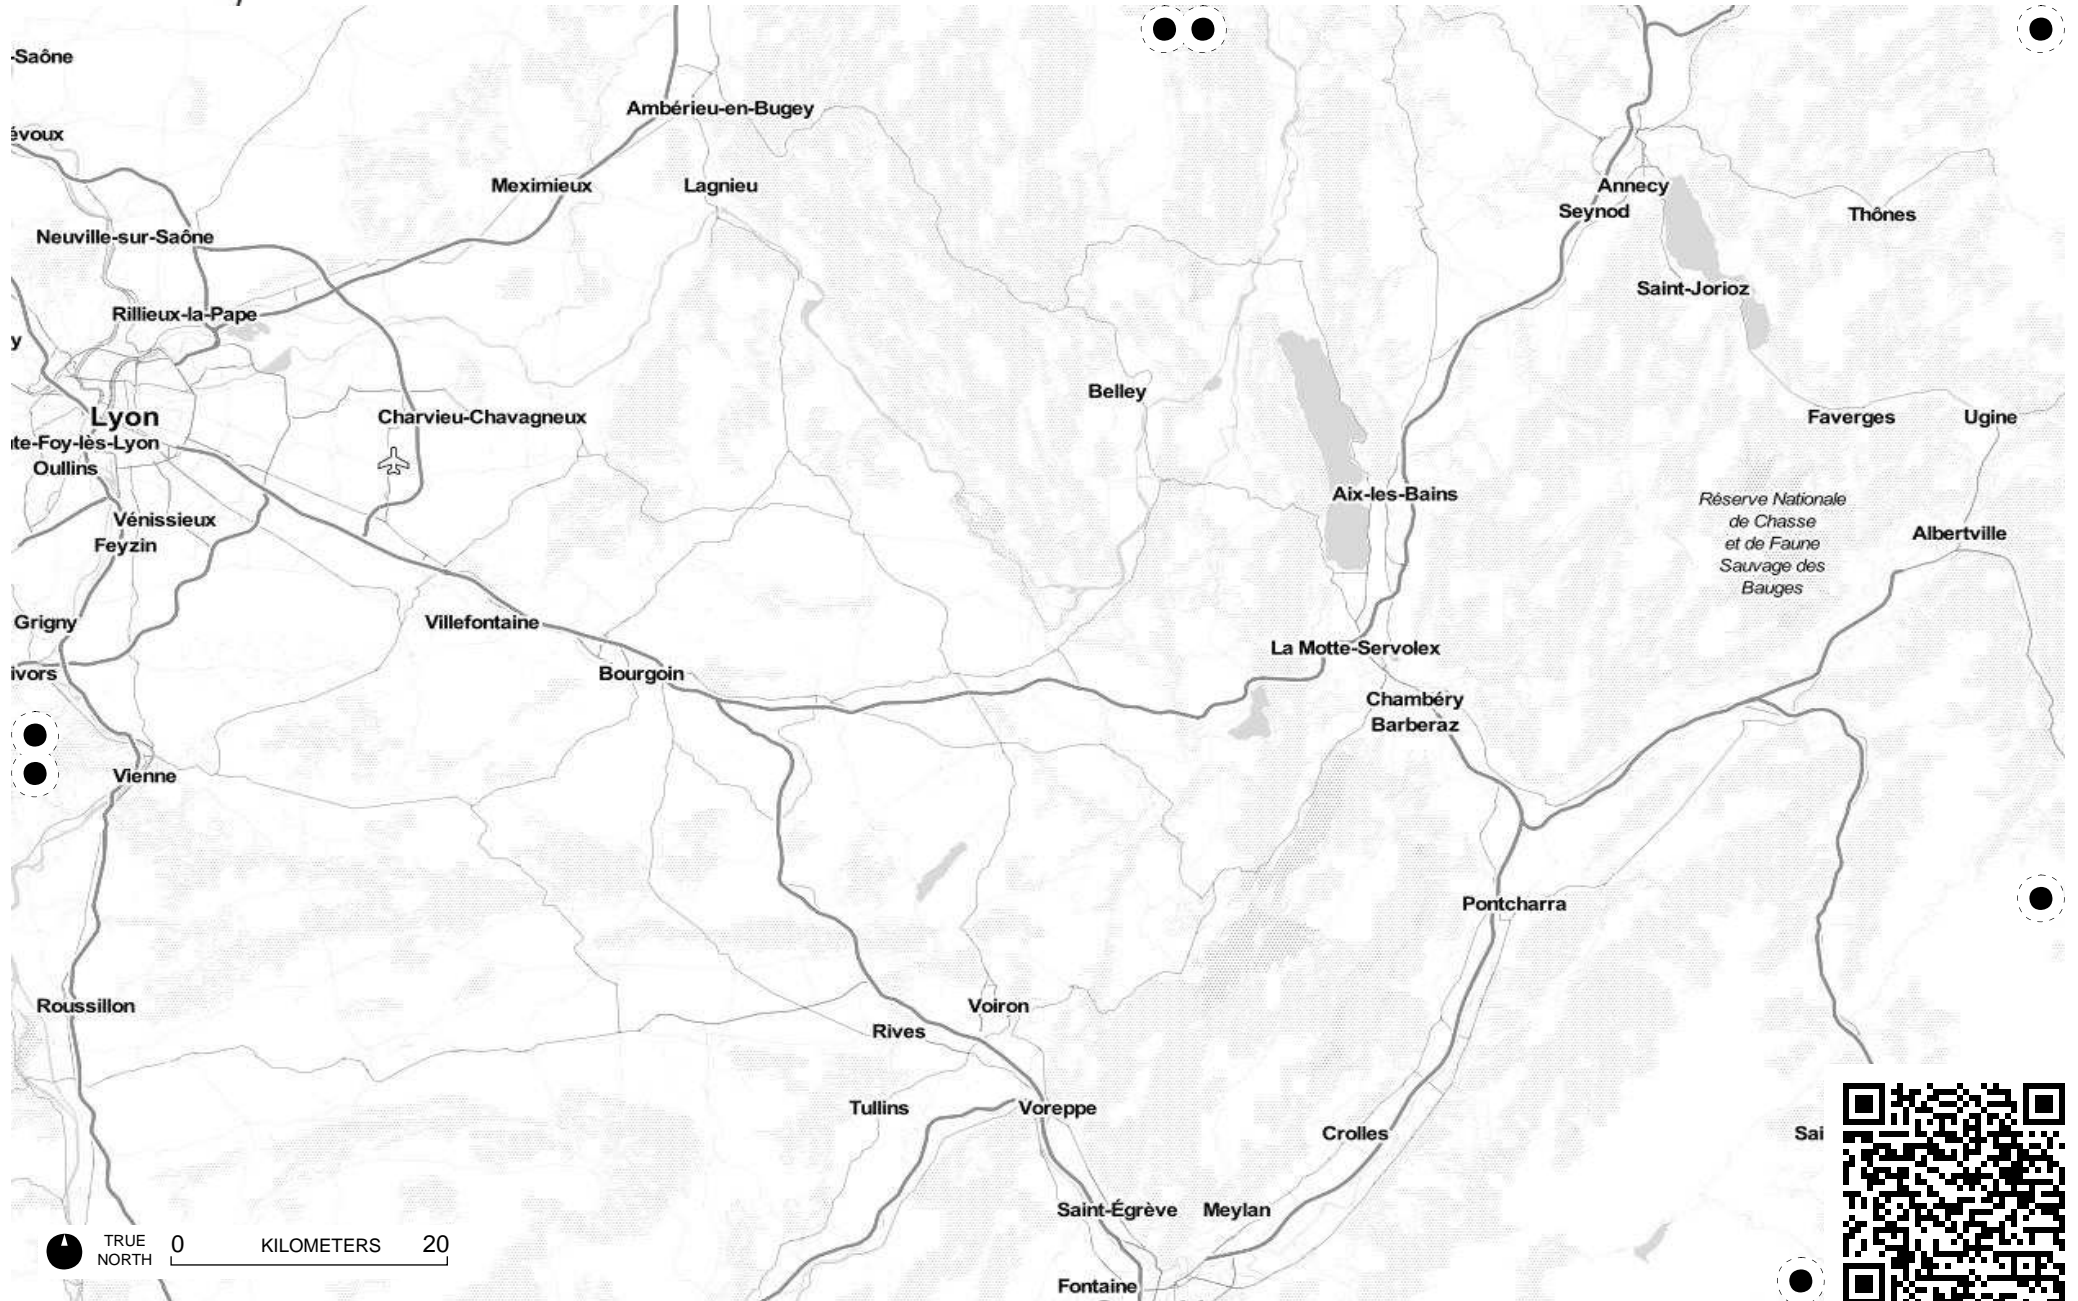 -Saône
Ambérieu-en-Bugey
évoux
Meximieux
Lagnieu
Annecy
Seynod
Thônes
Neuville-sur-Saône
Saint-Jorioz
Rillieux-la-Pape
y
Belley
Lyon
Charvieu-Chavagneux
Faverges
Ugine
te-Foy-lès-Lyon
Oullins
Aix-les-Bains
Réserve Nationale
de Chasse
et de Faune
Sauvage des
Bauges
Vénissieux
Feyzin
Albertville
Grigny
Villefontaine
La Motte-Servolex
ivors
Bourgoin
Chambéry
Barberaz
Vienne
Pontcharra
Roussillon
Voiron
Rives
Tullins
Voreppe
Crolles
Sai
Saint-Égrève
Meylan
TRUE
NORTH
0 KILOMETERS 20
Fontaine